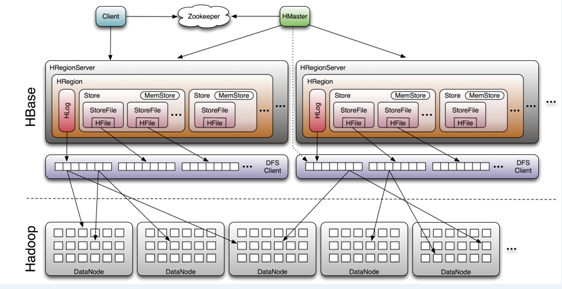 Client
Zookeeper
HMaster
HBase
HRegionServer
HRegion
HLog
Store
MemStore
StoreFile
HFile
StoreFile
HFile
...
Store
MemStore
StoreFile
HFile
...
...
...
HRegionServer
HRegion
HLog
Store
MemStore
StoreFile
HFile
StoreFile
HFile
...
Store
MemStore
StoreFile
HFile
...
...
...
...
DFS
Client
...
DFS
Client
Hadoop
DataNode
DataNode
DataNode
DataNode
DataNode
...